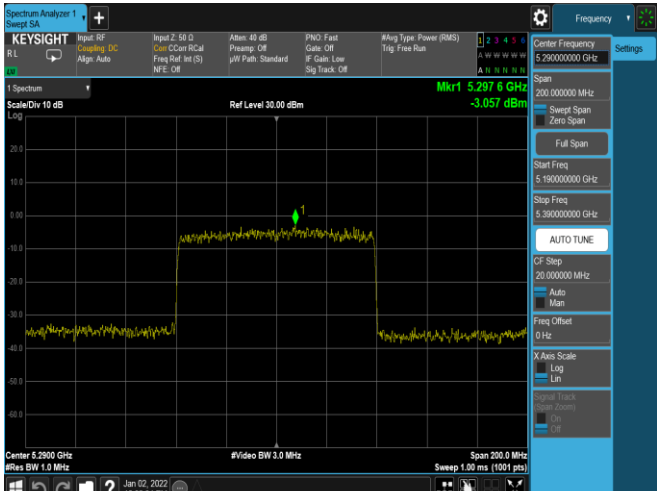 Spectrum Analyzer 1
Swept SA
+
Frequency
KEYSIGHT
R L
Input: RF
Coupling: DC
Align: Auto
Input Z: 50 Ω
Corr CCorr RCal
Freq Ref: Int (S)
NFE: Off
Atten: 40 dB
Preamp: Off
µW Path: Standard
PNO: Fast
Gate: Off
IF Gain: Low
Sig Track: Off
#Avg Type: Power (RMS)
Trig: Free Run
1 2 3 4 5 6
A W W W W W
A N N N N N
1 Spectrum
Scale/Div 10 dB
Log
Ref Level 30.00 dBm
Mkr1 5.297 6 GHz
-3.057 dBm
20.0
10.0
0.00
-10.0
-20.0
-30.0
-40.0
-50.0
-60.0
1
Center 5.2900 GHz
#Res BW 1.0 MHz
#Video BW 3.0 MHz
Span 200.0 MHz
Sweep 1.00 ms (1001 pts)
Center Frequency
5.290000000 GHz
Settings
Span
200.000000 MHz
Swept Span
Zero Span
Full Span
Start Freq
5.190000000 GHz
Stop Freq
5.390000000 GHz
AUTO TUNE
CF Step
20.000000 MHz
Auto
Man
Freq Offset
0 Hz
X Axis Scale
Log
Lin
Signal Track
(Span Zoom)
On
Off
?
Jan 02, 2022